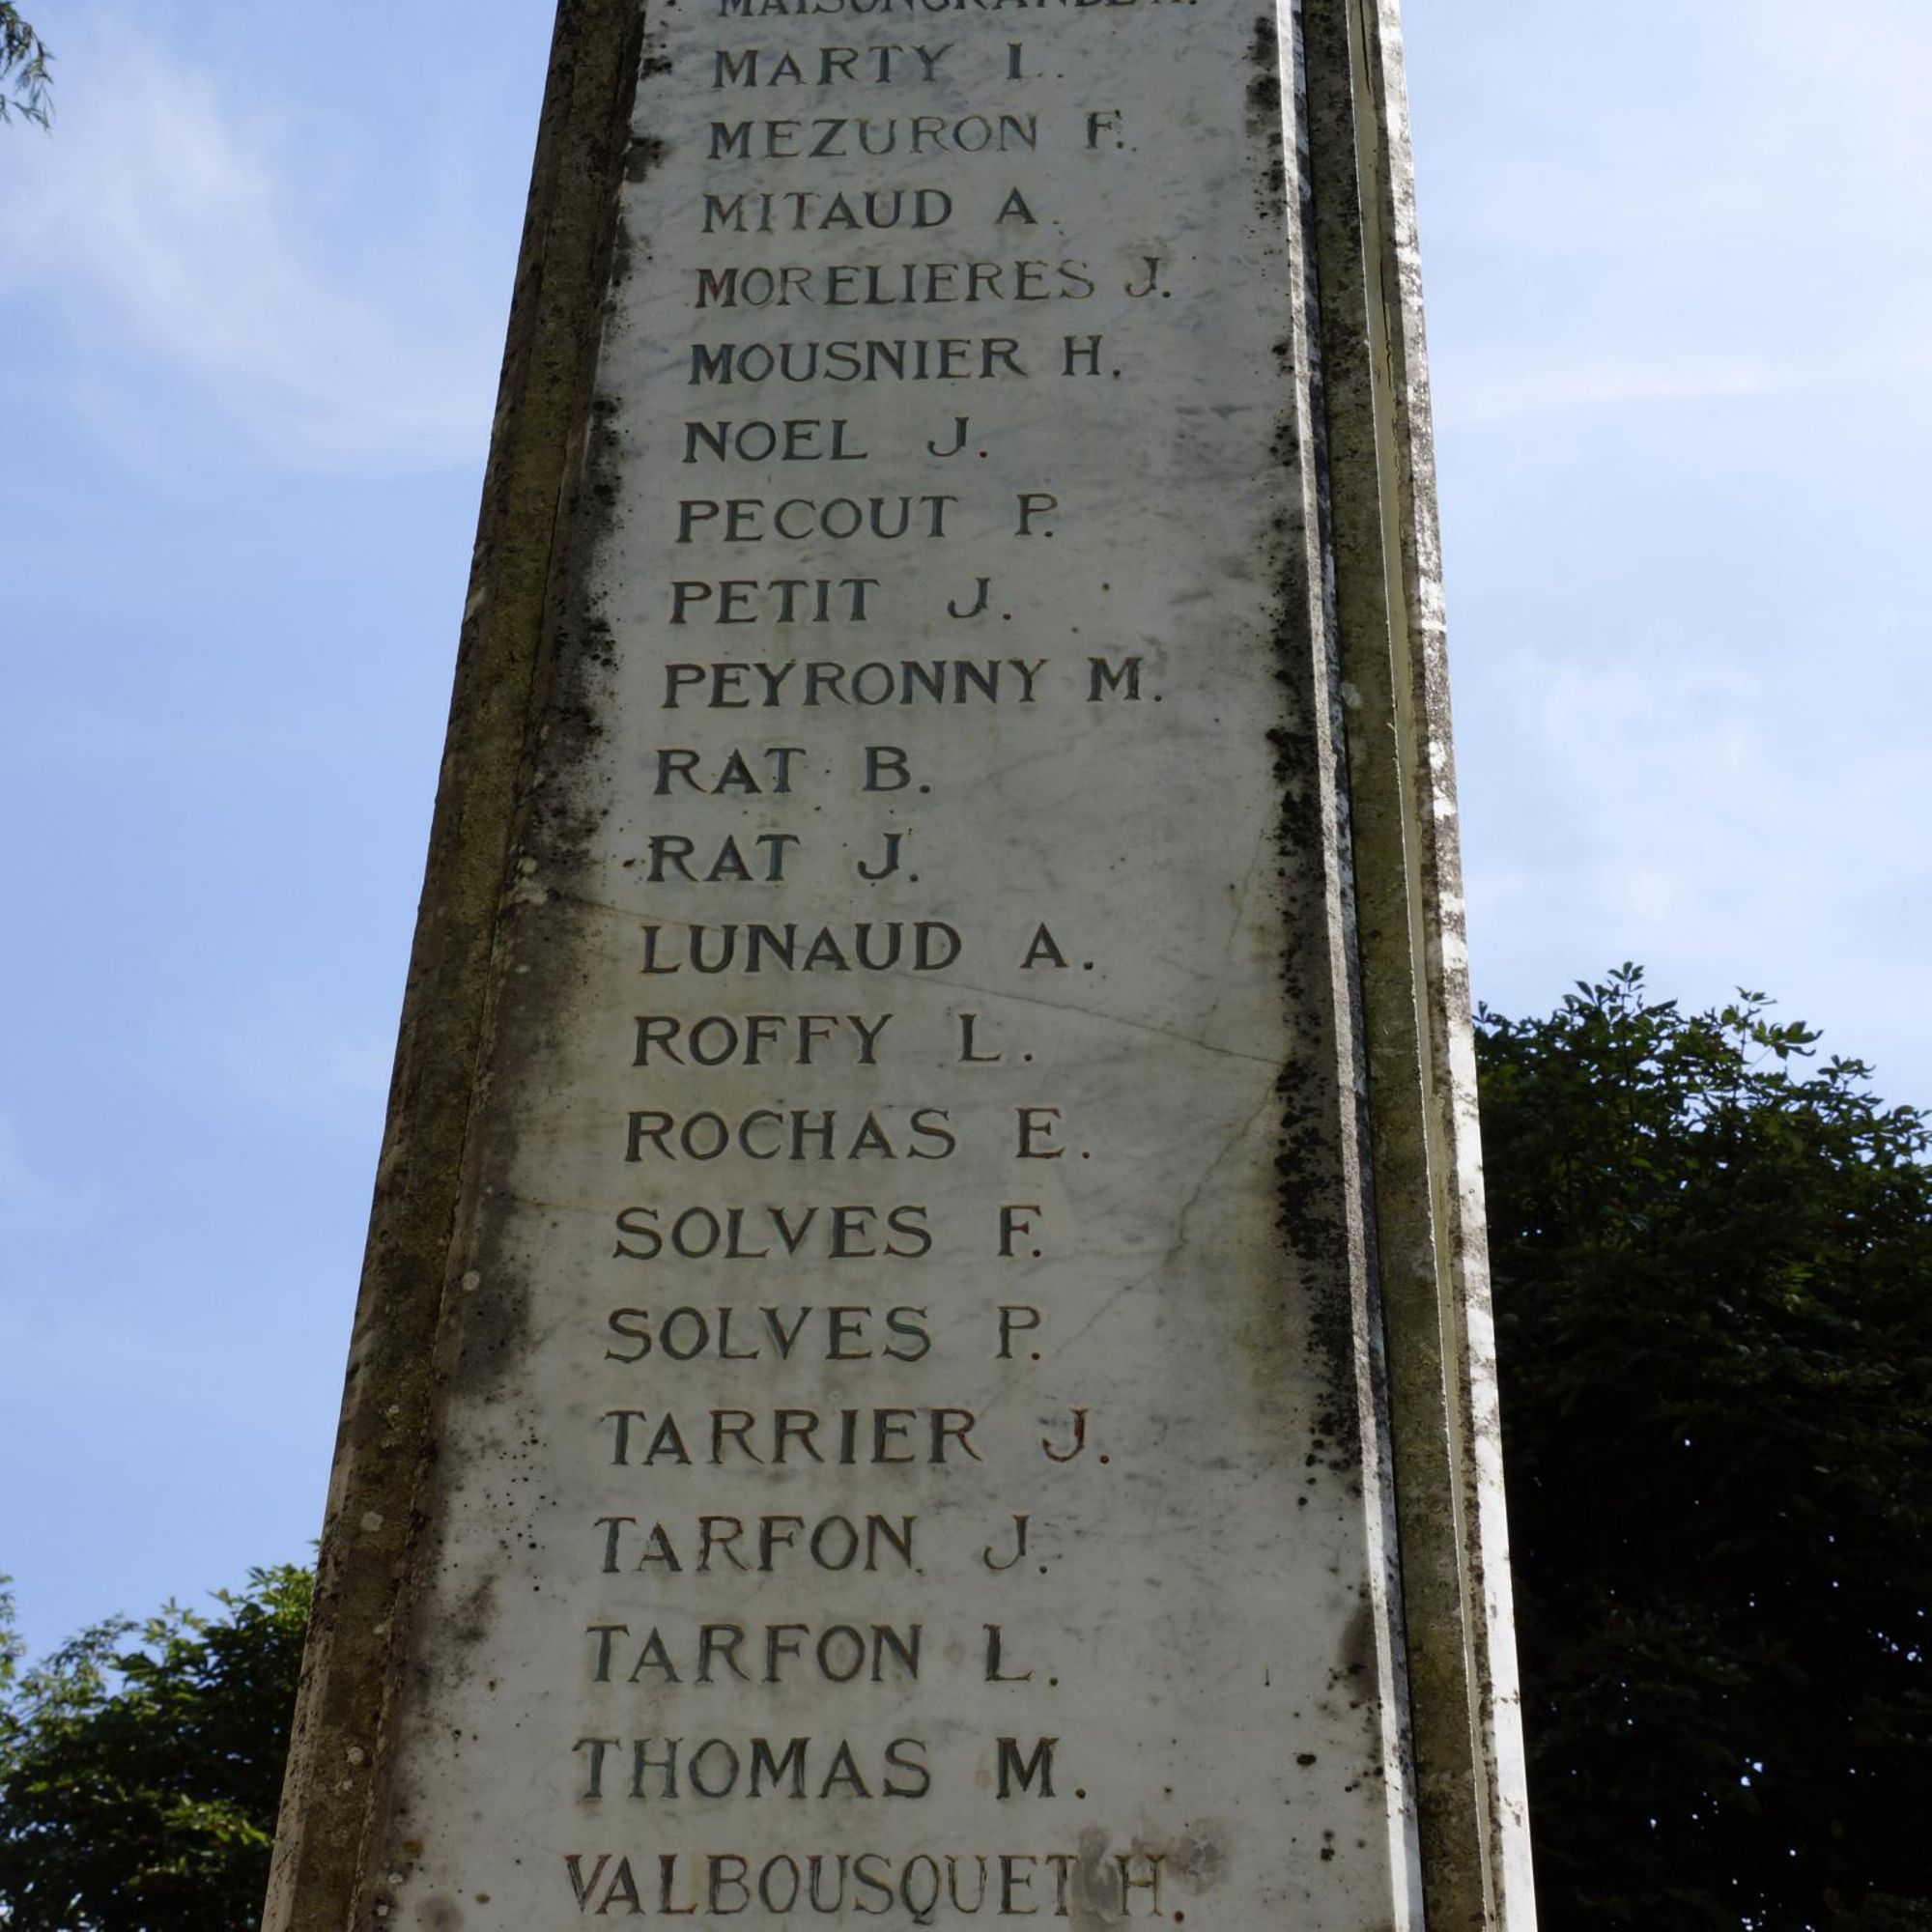 MAISONGRANDE A.
MARTY L.
MEZURON F.
MITAUD A.
MORELIERES J.
MOUSNIER H.
NOEL J.
PECOUT P.
PETIT J.
PEYRONNY M.
RAT B.
RAT J.
LUNAUD A.
ROFFY L.
ROCHAS E.
SOLVES F.
SOLVES P.
TARRIER J.
TARFON J.
TARFON L.
THOMAS M.
VALBOUSQUET H.